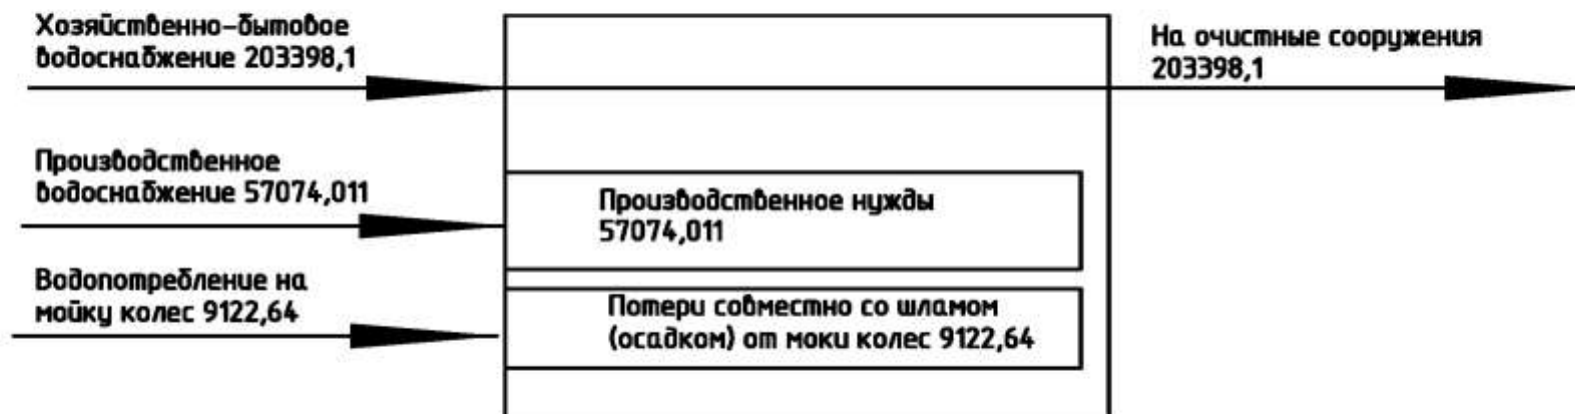 Хозяйственно-бытовое
водоснабжение 203398,1
На очистные сооружения
203398,1
Производственное
водоснабжение 57074,011
Производственное нужды
57074,011
Водопотребление на
мойку колес 9122,64
Потери совместно со шламом
(осадком) от моки колес 9122,64